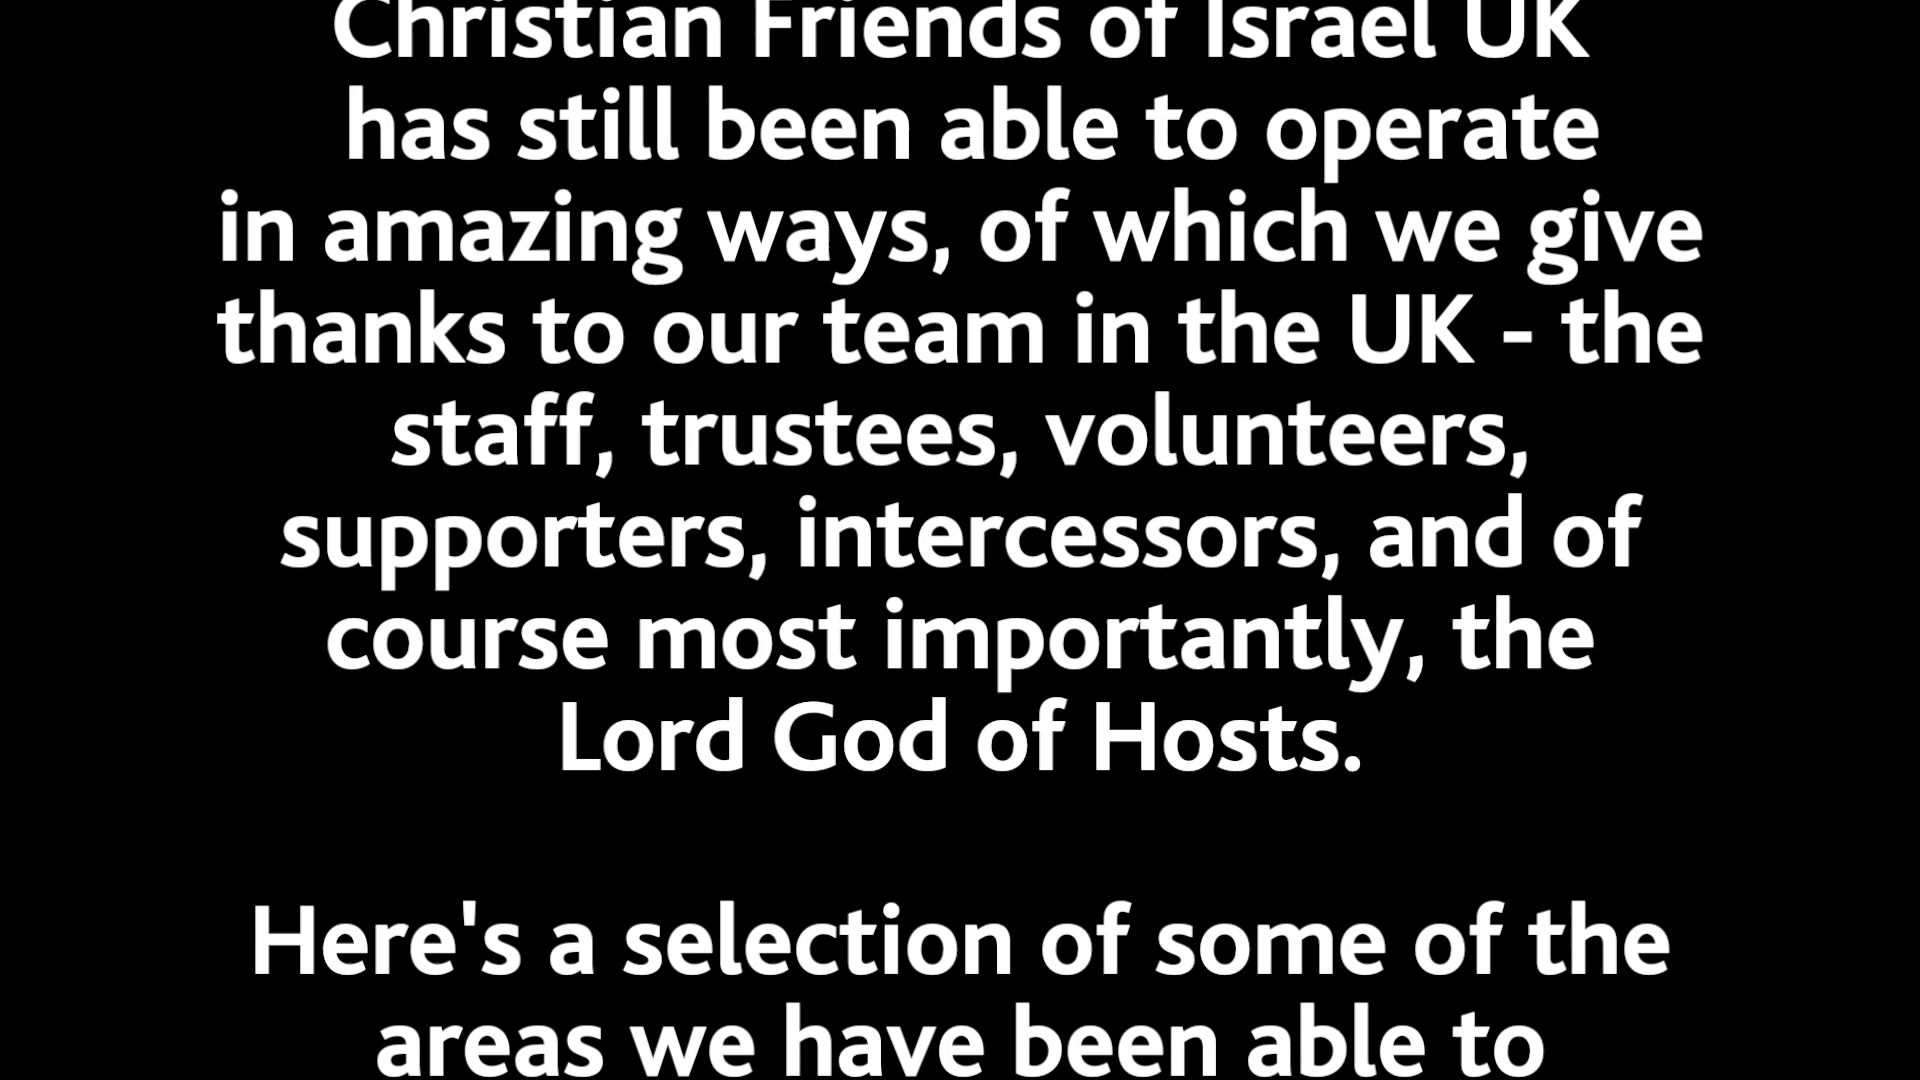 Christian Friends of Israel UK
has still been able to operate
in amazing ways, of which we give
thanks to our team in the UK - the
staff, trustees, volunteers,
supporters, intercessors, and of
course most importantly, the
Lord God of Hosts.
Here's a selection of some of the
areas we have been able to